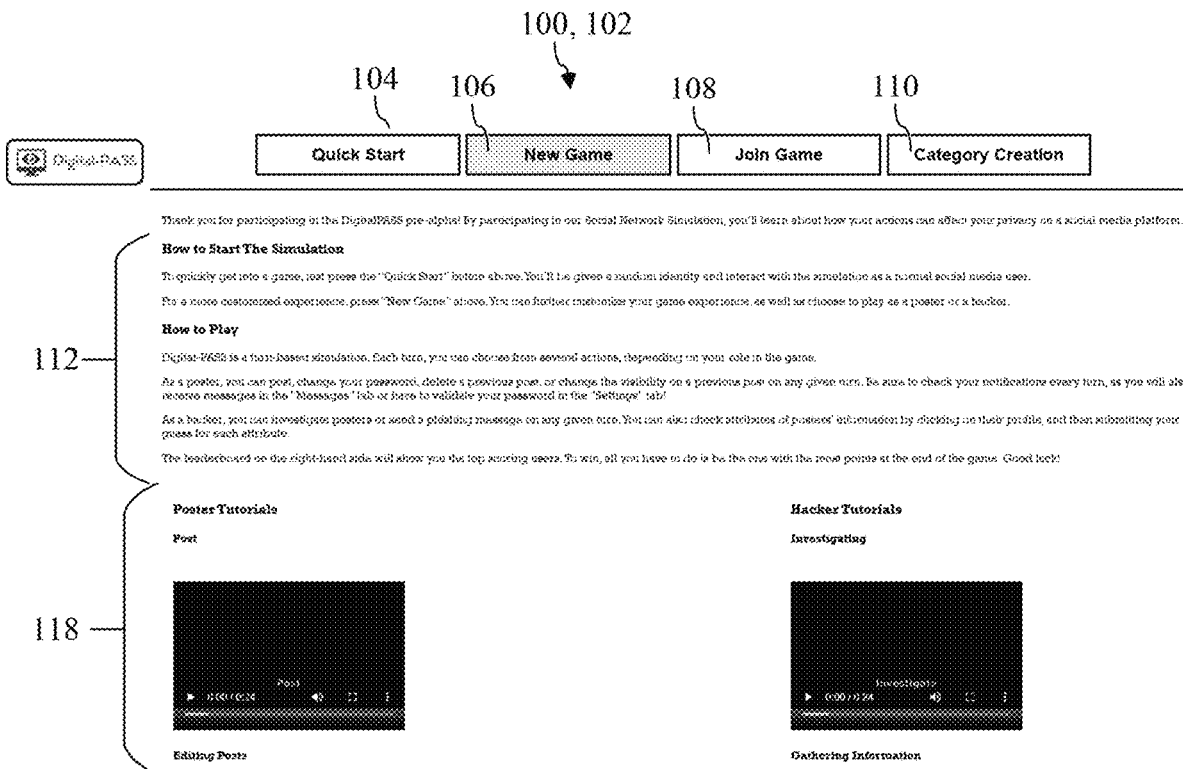 100, 102
104
106
108
110
Digital-PASS
Quick Start
New Game
Join Game
Category Creation
Thank you for participating in the DigitalPASS pre-alpha! By participating in our Social Network Simulation, you'll learn about how your actions can affect your privacy on a social media platform.
How to Start The Simulation
To quickly get into a game, just press the "Quick Start" button above. You'll be given a random identity and interact with the simulation as a normal social media user.
For a more customized experience, press "New Game" above. You can further customize your game experience, as well as choose to play as a poster or a hacker.
How to Play
112
Digital-PASS is a turn-based simulation. Each turn, you can choose from several actions, depending on your role in the game.
As a poster, you can post, change your password, delete a previous post, or change the visibility on a previous post on any given turn. Be sure to check your notifications every turn, as you will als
receive messages in the "Messages" tab or have to validate your password in the "Settings" tab!
As a hacker, you can investigate posters or send a phishing message on any given turn. You can also check attributes of posters' information by clicking on their profile, and then submitting your
guess for each attribute.
The leaderboard on the right-hand side will show you the top scoring users. To win, all you have to do is be the one with the most points at the end of the game. Good luck!
Poster Tutorials
Hacker Tutorials
Post
Investigating
118
Post
Investigate
0:00 / 0:24
0:00 / 0:34
Editing Posts
Gathering Information